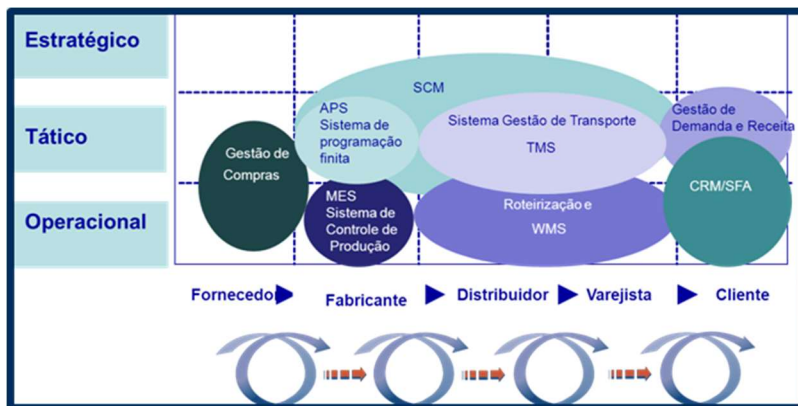 Estratégico
SCM
APS
Sistema de
programação
finita
Tático
Sistema Gestão de Transporte
TMS
Gestão de
Demanda e Receita
Gestão de
Compras
CRM/SFA
MES
Sistema de
Controle de
Produção
Operacional
Roteirização e
WMS
Fornecedor
Fabricante
Distribuidor
Varejista
Cliente